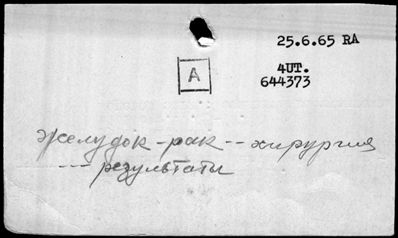 25.6.65 RA
A
4UT.
644373
Желудок - рак -- хирургия
--- результаты